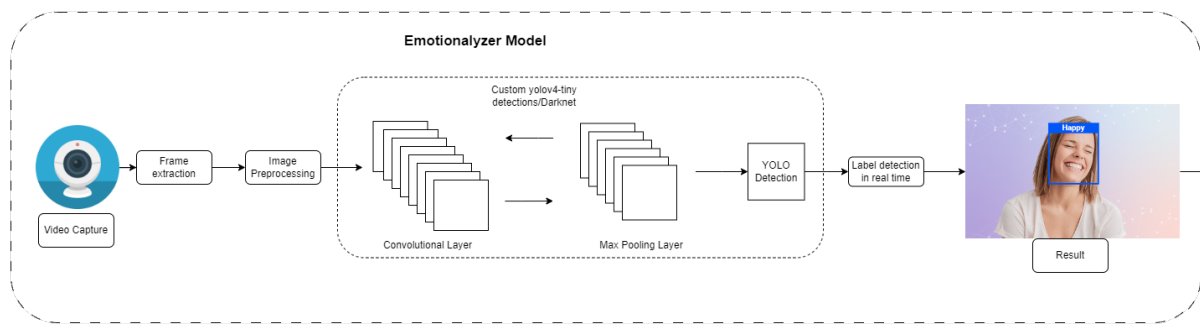 Emotionalyzer Model
Custom yolov4-tiny
detections/Darknet
Video Capture
Frame
extraction
Image
Preprocessing
Convolutional Layer
Max Pooling Layer
YOLO
Detection
Label detection
in real time
Happy
Result